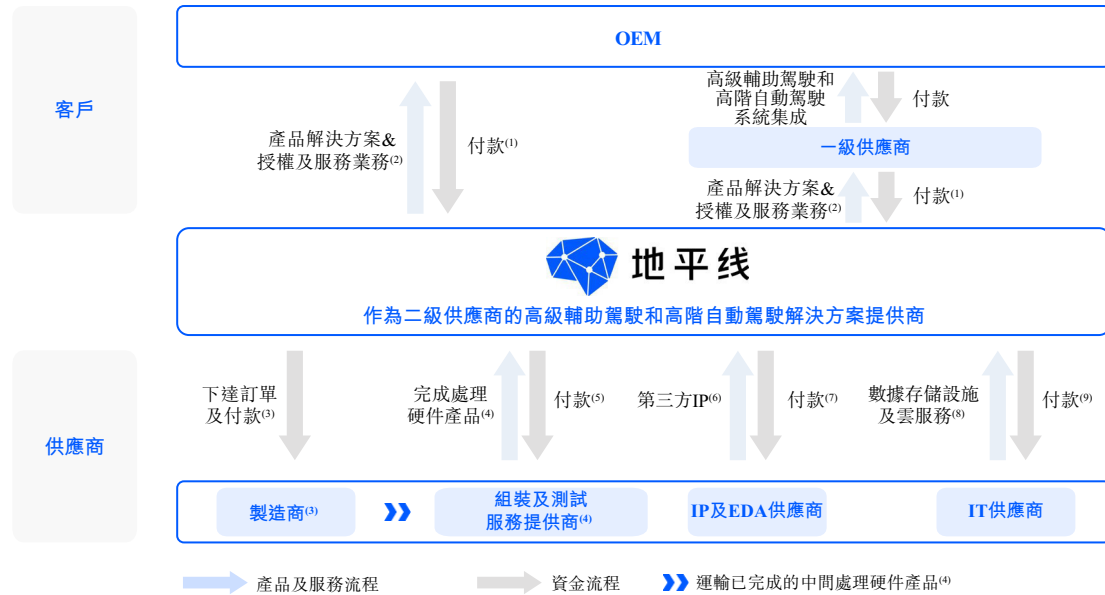 OEM
客戶
高級輔助駕駛和
高階自動駕駛
系統集成
付款
一級供應商
產品解決方案&
授權及服務業務(2)
付款(1)
產品解決方案&
授權及服務業務(2)
付款(1)
地平线
作為二級供應商的高級輔助駕駛和高階自動駕駛解決方案提供商
供應商
下達訂單
及付款(3)
完成處理
硬件產品(4)
付款(5)
第三方IP(6)
付款(7)
數據存儲設施
及雲服務(8)
付款(9)
製造商(3)
組裝及測試
服務提供商(4)
IP及EDA供應商
IT供應商
產品及服務流程
資金流程
運輸已完成的中間處理硬件產品(4)